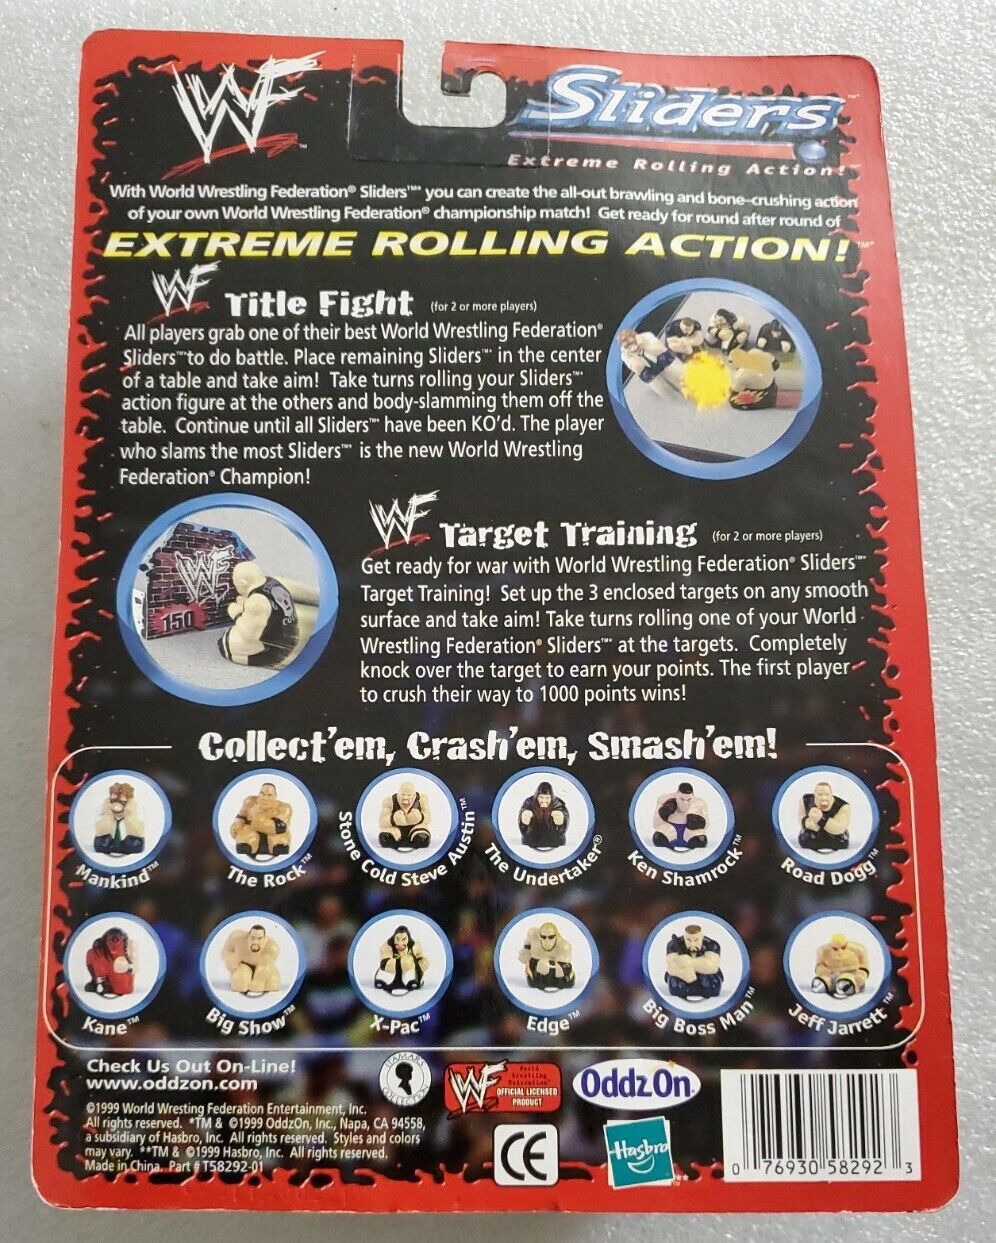 WF
Sliders™
Extreme Rolling Action!™
With World Wrestling Federation® Sliders™* you can create the all-out brawling and bone-crushing action
of your own World Wrestling Federation® championship match! Get ready for round after round of
EXTREME ROLLING ACTION!™
WF Title Fight (for 2 or more players)
All players grab one of their best World Wrestling Federation®
Sliders™ to do battle. Place remaining Sliders™ in the center
of a table and take aim! Take turns rolling your Sliders™
action figure at the others and body-slamming them off the
table. Continue until all Sliders™ have been KO'd. The player
who slams the most Sliders™ is the new World Wrestling
Federation® Champion!
WF
150
WF Target Training (for 2 or more players)
Get ready for war with World Wrestling Federation® Sliders™
Target Training! Set up the 3 enclosed targets on any smooth
surface and take aim! Take turns rolling one of your World
Wrestling Federation® Sliders™ at the targets. Completely
knock over the target to earn your points. The first player
to crush their way to 1000 points wins!
Collect'em, Crash'em, Smash'em!
Mankind™
The Rock™
Stone Cold Steve Austin™
The Undertaker®
Ken Shamrock™
Road Dogg™
Kane™
Big Show™
X-Pac™
Edge™
Big Boss Man™
Jeff Jarrett™
Check Us Out On-Line!
www.oddzon.com
©1999 World Wresting Federation Entertainment, Inc.
All rights reserved. *TM & ©1999 OddzOn, Inc., Napa, CA 94558,
a subsidiary of Hasbro, Inc. All rights reserved. Styles and colors
may vary. **TM & ©1999 Hasbro, Inc. All rights reserved.
Made in China. Part # T58292-01
WF
World
Wrestling
Federation®
OFFICIAL LICENSED
PRODUCT
OddzOn®
CE
Hasbro
™**
0 76930 58292 3